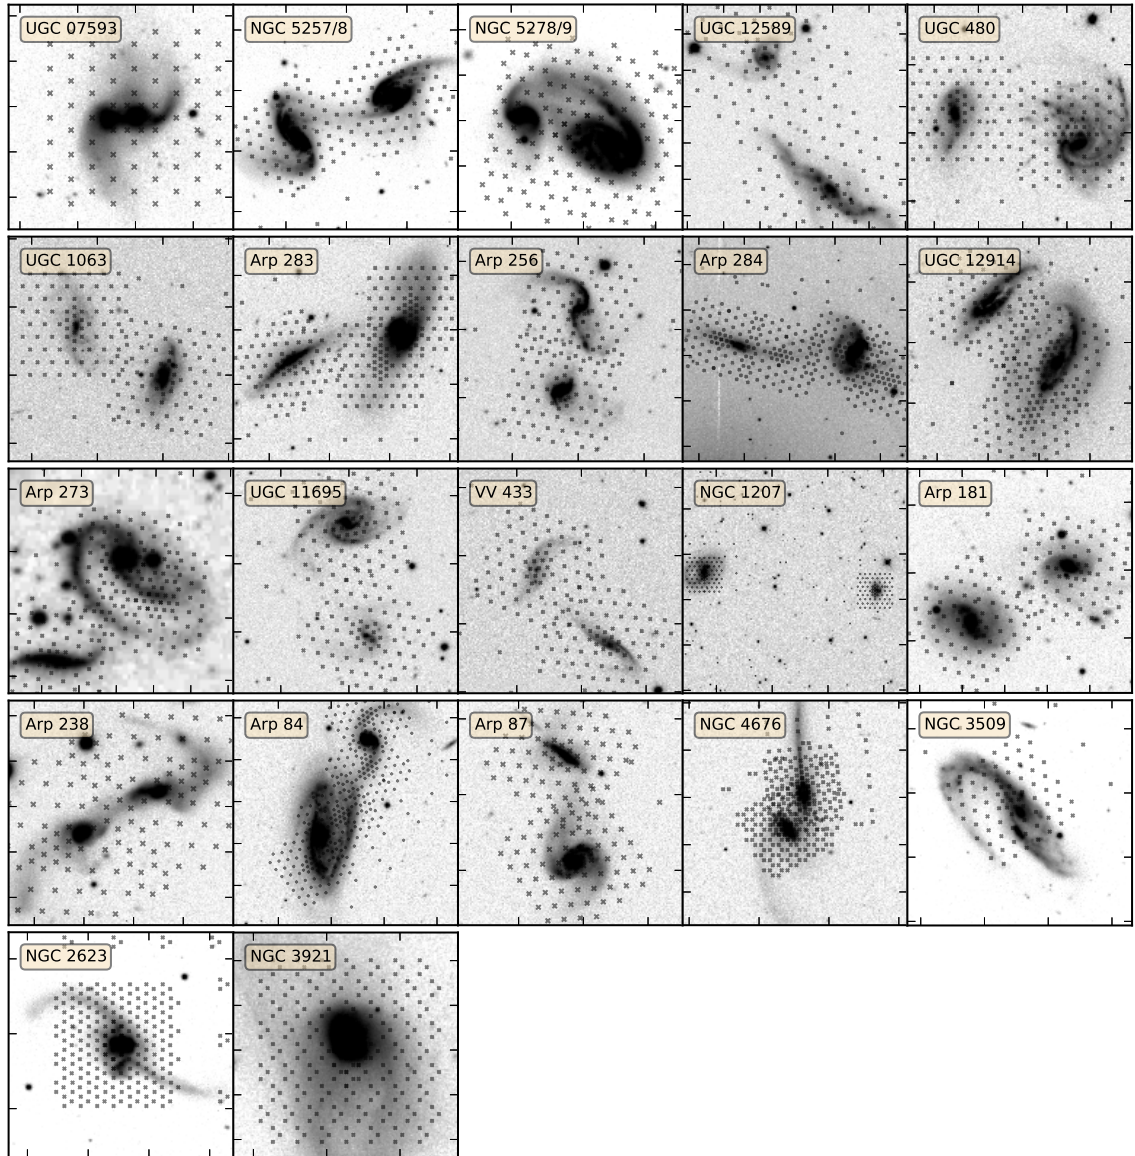 UGC 07593
NGC 5257/8
NGC 5278/9
UGC 12589
UGC 480
UGC 1063
Arp 283
Arp 256
Arp 284
UGC 12914
Arp 273
UGC 11695
VV 433
NGC 1207
Arp 181
Arp 238
Arp 84
Arp 87
NGC 4676
NGC 3509
NGC 2623
NGC 3921